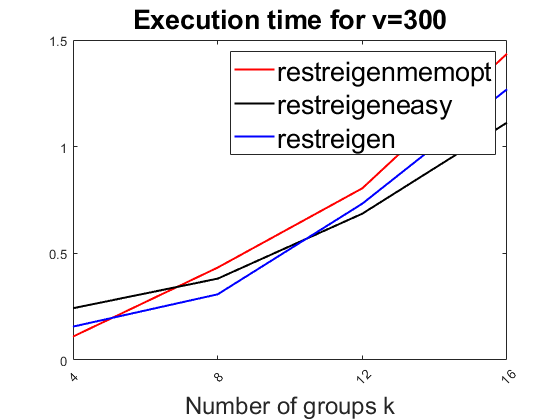 Execution time for v=300
1.5
1
0.5
0
restreigenmemopt
restreigeneasy
restreigen
4
8
12
16
Number of groups k